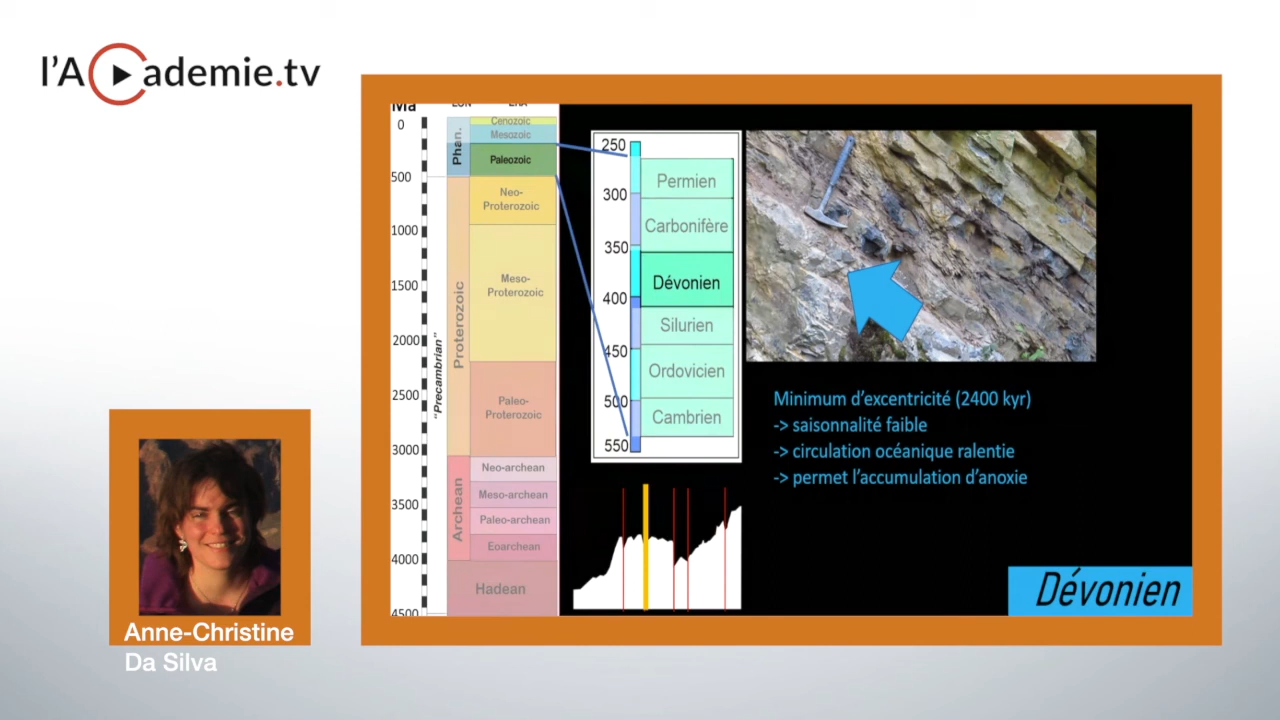 l'Academie.tv
Ma
EON
ERA
0
500
1000
1500
2000
2500
3000
3500
4000
4500
"Precambrian"
Phan.
Proterozoic
Archean
Cenozoic
Mesozoic
Paleozoic
Neo-
Proterozoic
Meso-
Proterozoic
Paleo-
Proterozoic
Neo-archean
Meso-archean
Paleo-archean
Eoarchean
Hadean
250
300
350
400
450
500
550
Permien
Carbonifère
Dévonien
Silurien
Ordovicien
Cambrien
Minimum d'excentricité (2400 kyr)
-> saisonnalité faible
-> circulation océanique ralentie
-> permet l'accumulation d'anoxie
Dévonien
Anne-Christine
Da Silva